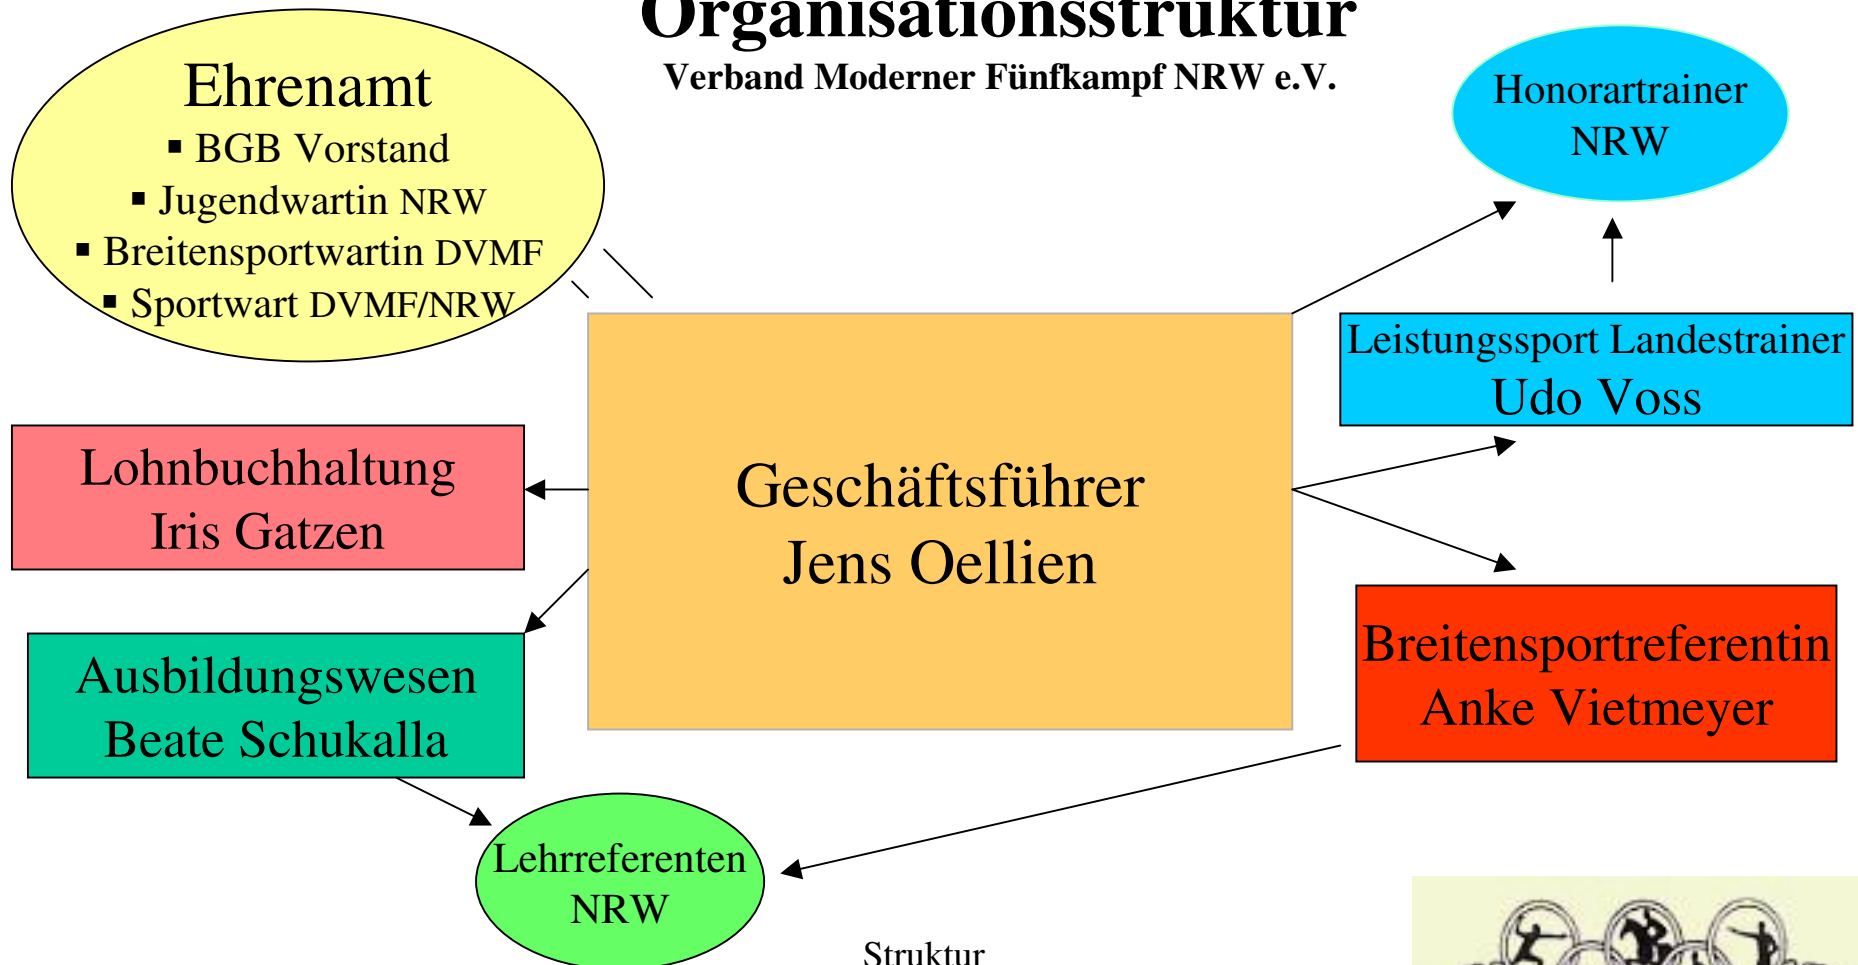 Organisationsstruktur
Verband Moderner Fünfkampf NRW e.V.
Ehrenamt
▪ BGB Vorstand
▪ Jugendwartin NRW
▪ Breitensportwartin DVMF
▪ Sportwart DVMF/NRW
Honorartrainer
NRW
Leistungssport Landestrainer
Udo Voss
Lohnbuchhaltung
Iris Gatzen
Geschäftsführer
Jens Oellien
Ausbildungswesen
Beate Schukalla
Breitensportreferentin
Anke Vietmeyer
Lehrreferenten
NRW
Struktur